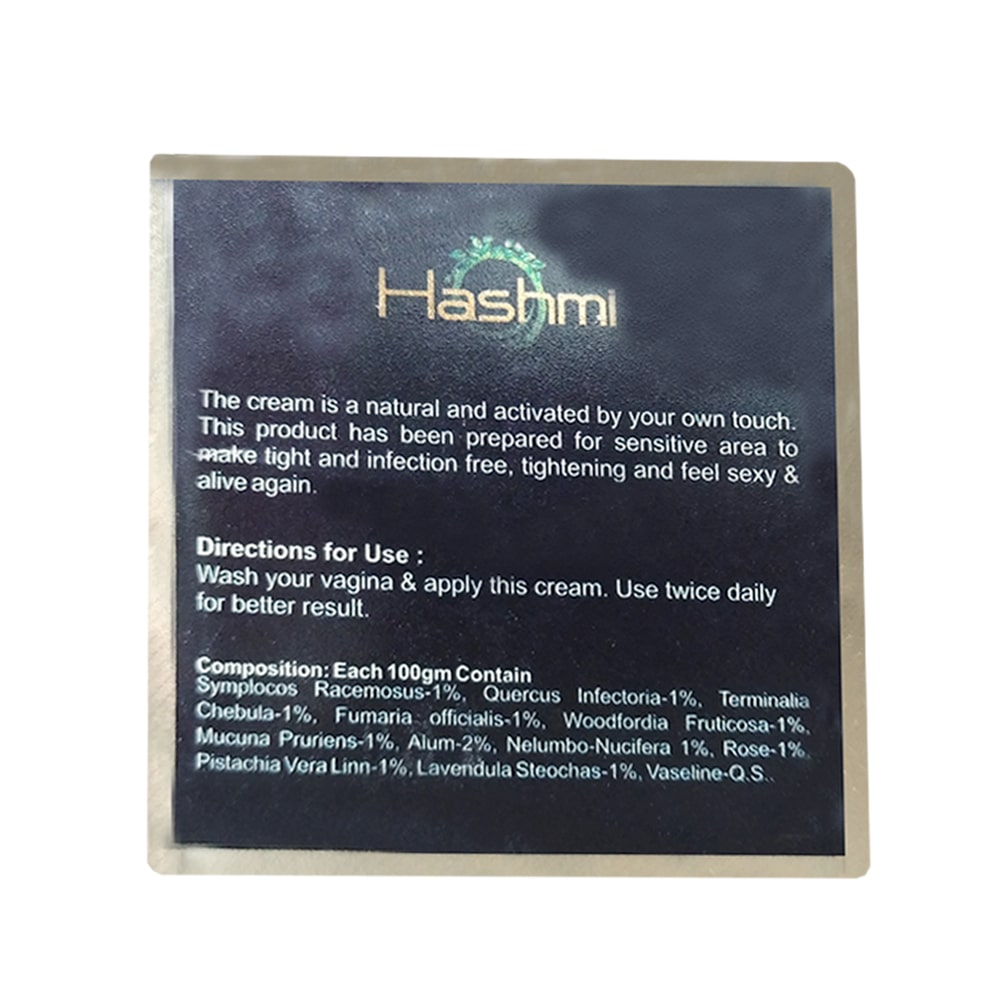 Hashmi
The cream is a natural and activated by your own touch.
This product has been prepared for sensitive area to
make tight and infection free, tightening and feel sexy &
alive again.
Directions for Use :
Wash your vagina & apply this cream. Use twice daily
for better result.
Composition: Each 100gm Contain
Symplocos Racemosus-1%, Quercus Infectoria-1%, Terminalia
Chebula-1%, Fumaria officialis-1%, Woodfordia Fruticosa-1%,
Mucuna Pruriens-1%, Alum-2%, Nelumbo-Nucifera 1%, Rose-1%,
Pistachia Vera Linn-1%, Lavendula Steochas-1%, Vaseline-Q.S..